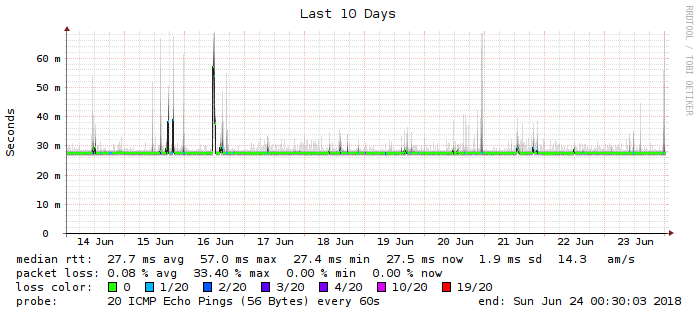 Last 10 Days
RRDTOOL / TOBI OETIKER
Seconds
60 m
50 m
40 m
30 m
20 m
10 m
0
14 Jun 15 Jun 16 Jun 17 Jun 18 Jun 19 Jun 20 Jun 21 Jun 22 Jun 23 Jun
median rtt: 27.7 ms avg 57.0 ms max 27.4 ms min 27.5 ms now 1.9 ms sd 14.3 am/s
packet loss: 0.08 % avg 33.40 % max 0.00 % min 0.00 % now
loss color: 0 1/20 2/20 3/20 4/20 10/20 19/20
probe: 20 ICMP Echo Pings (56 Bytes) every 60s end: Sun Jun 24 00:30:03 2018